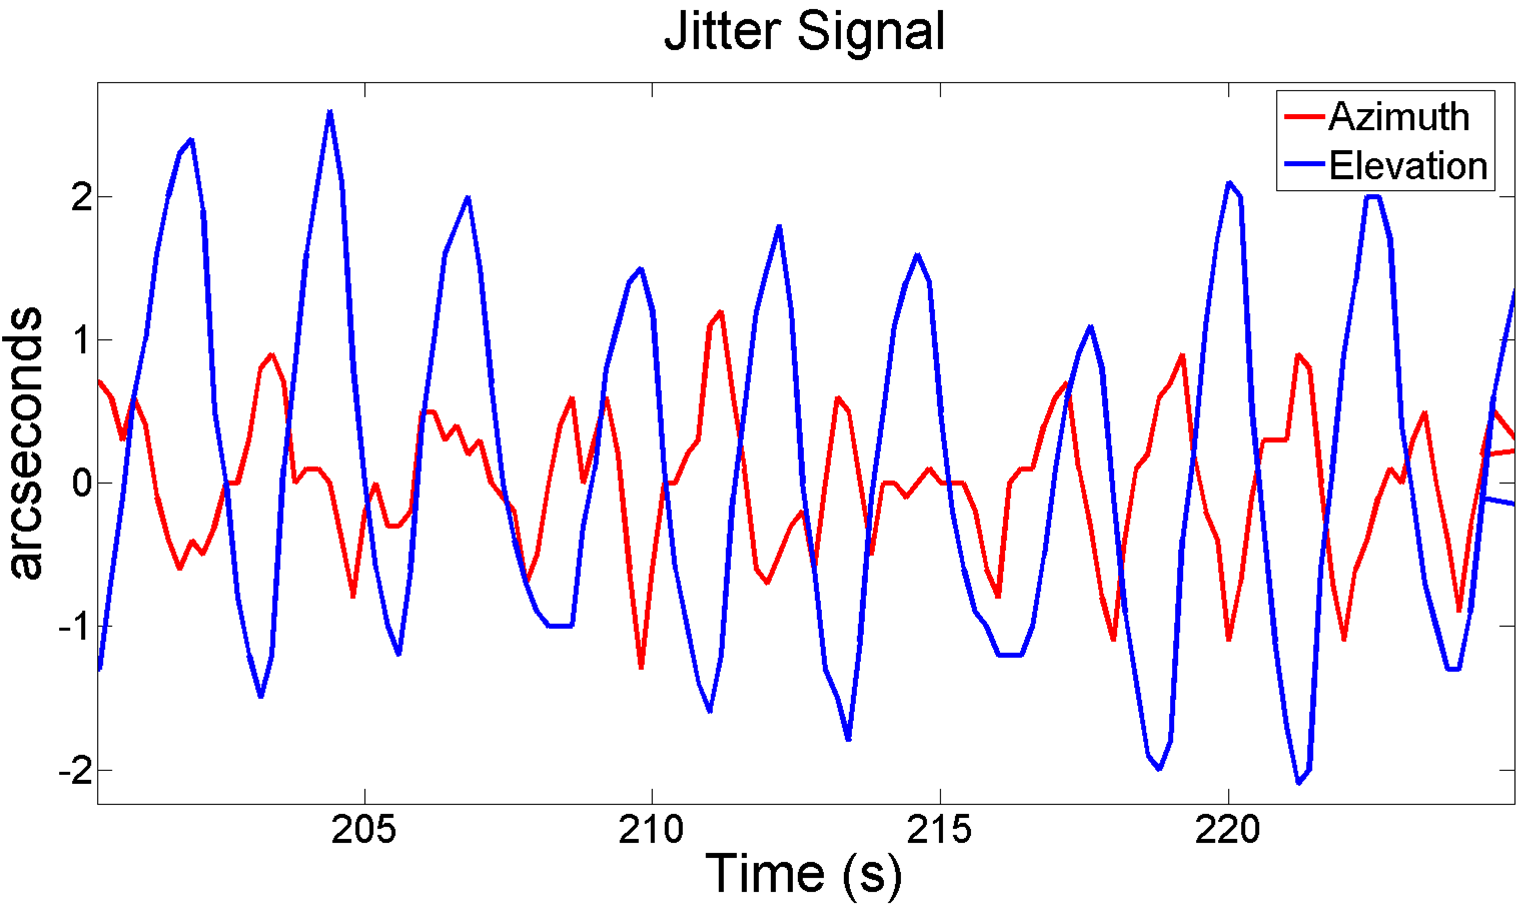 Jitter Signal
Azimuth
Elevation
2
1
0
-1
-2
arcseconds
205 210 215 220
Time (s)